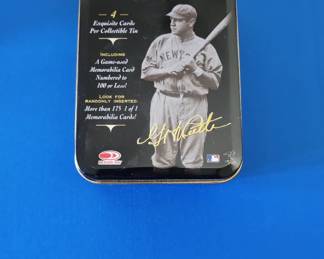 - 4 -
Exquisite Cards
Per Collectible Tin
INCLUDING
A Game-used
Memorabilia Card
Numbered to
100 or Less!
LOOK FOR
RANDOMLY INSERTED:
More than 175 1 of 1
Memorabilia Cards!
NEW Y